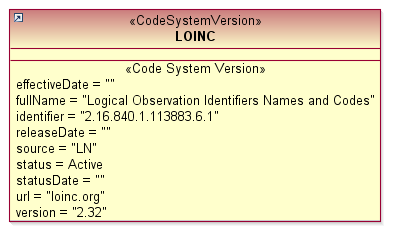 «CodeSystemVersion»
LOINC
«Code System Version»
effectiveDate = ""
fullName = "Logical Observation Identifiers Names and Codes"
identifier = "2.16.840.1.113883.6.1"
releaseDate = ""
source = "LN"
status = Active
statusDate = ""
url = "loinc.org"
version = "2.32"